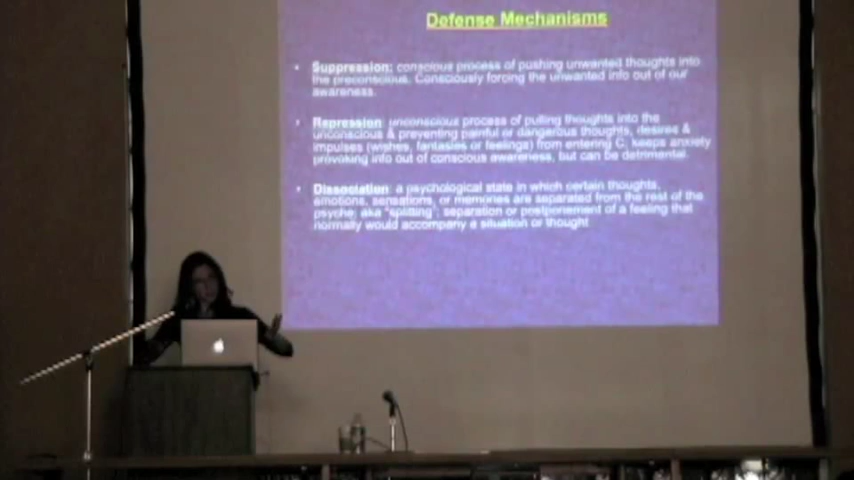 Defense Mechanisms
• Suppression: conscious process of pushing unwanted thoughts into
the preconscious. Consciously forcing the unwanted info out of our
awareness.
• Repression: unconscious process of pulling thoughts into the
unconscious & preventing painful or dangerous thoughts, desires &
impulses (wishes, fantasies or feelings) from entering C; keeps anxiety
provoking info out of conscious awareness, but can be detrimental.
• Dissociation: a psychological state in which certain thoughts,
emotions, sensations, or memories are separated from the rest of the
psyche; aka "splitting"; separation or postponement of a feeling that
normally would accompany a situation or thought